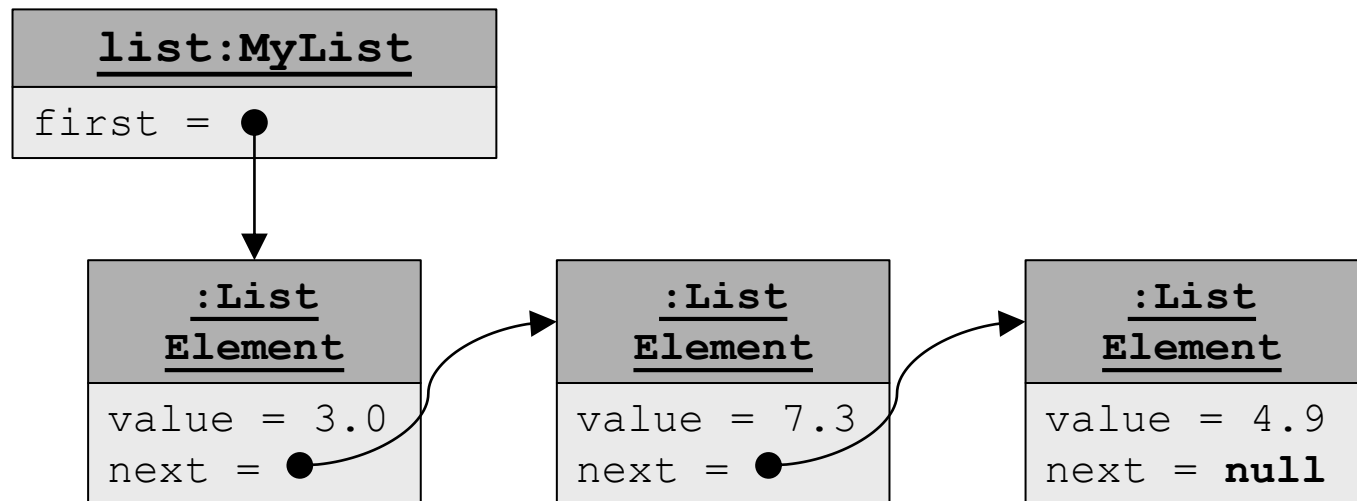 list:MyList
first =
:List
Element
value = 3.0
next =
:List
Element
value = 7.3
next =
:List
Element
value = 4.9
next = null